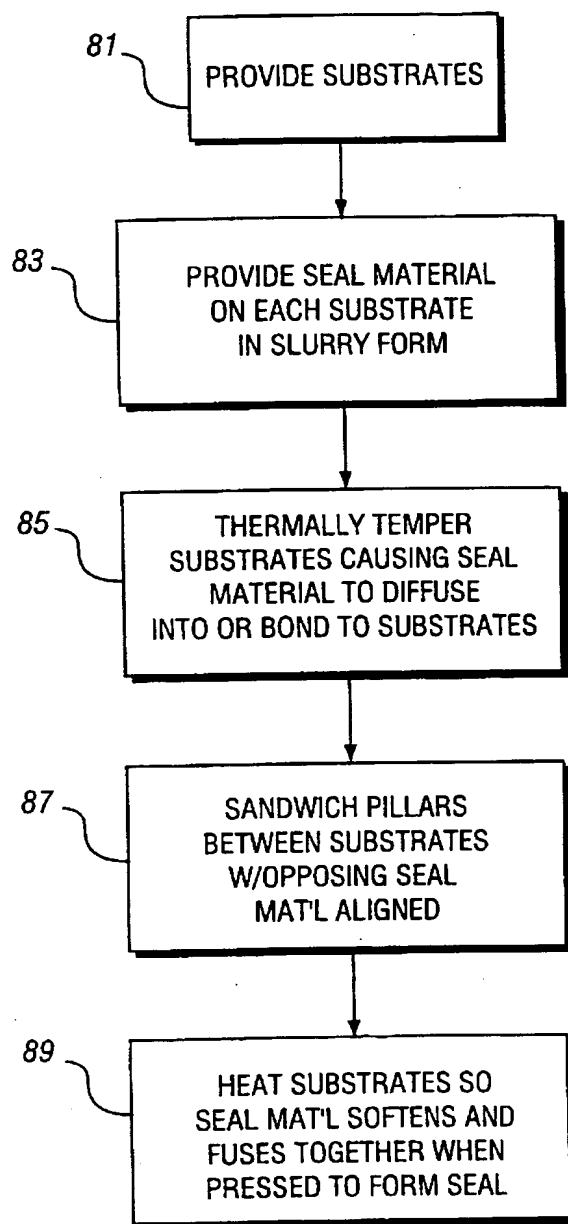 81
PROVIDE SUBSTRATES
83
PROVIDE SEAL MATERIAL
ON EACH SUBSTRATE
IN SLURRY FORM
85
THERMALLY TEMPER
SUBSTRATES CAUSING SEAL
MATERIAL TO DIFFUSE
INTO OR BOND TO SUBSTRATES
87
SANDWICH PILLARS
BETWEEN SUBSTRATES
W/OPPOSING SEAL
MAT'L ALIGNED
89
HEAT SUBSTRATES SO
SEAL MAT'L SOFTENS AND
FUSES TOGETHER WHEN
PRESSED TO FORM SEAL